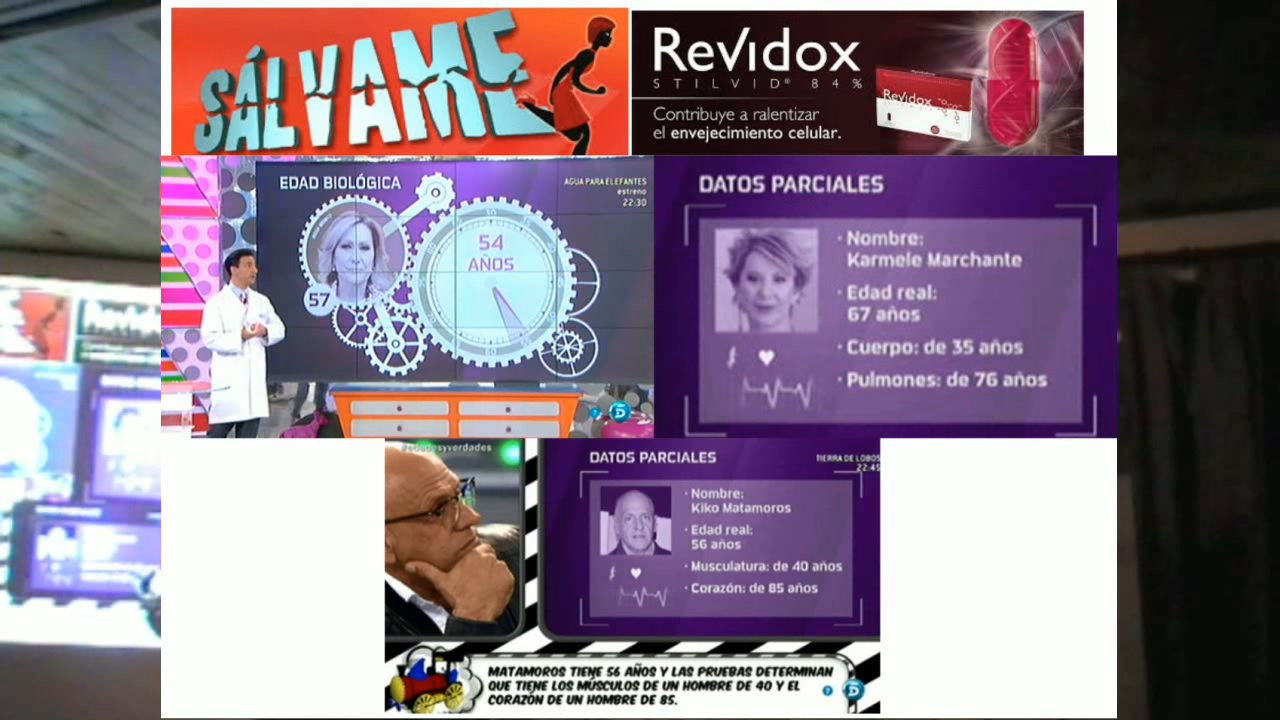 SÁLVAME
Revidox
STILVID® 84%
Contribuye a ralentizar
el envejecimiento celular.
Revidox
EDAD BIOLÓGICA
AGUA PARA ELEFANTES
estreno
22:30
54
AÑOS
57
DATOS PARCIALES
· Nombre:
Karmele Marchante
· Edad real:
67 años
· Cuerpo: de 35 años
· Pulmones: de 76 años
#edadesyverdades
DATOS PARCIALES
TIERRA DE LOBOS
22:45
· Nombre:
Kiko Matamoros
· Edad real:
56 años
· Musculatura: de 40 años
· Corazón: de 85 años
MATAMOROS TIENE 56 AÑOS Y LAS PRUEBAS DETERMINAN
QUE TIENE LOS MÚSCULOS DE UN HOMBRE DE 40 Y EL
CORAZÓN DE UN HOMBRE DE 85.